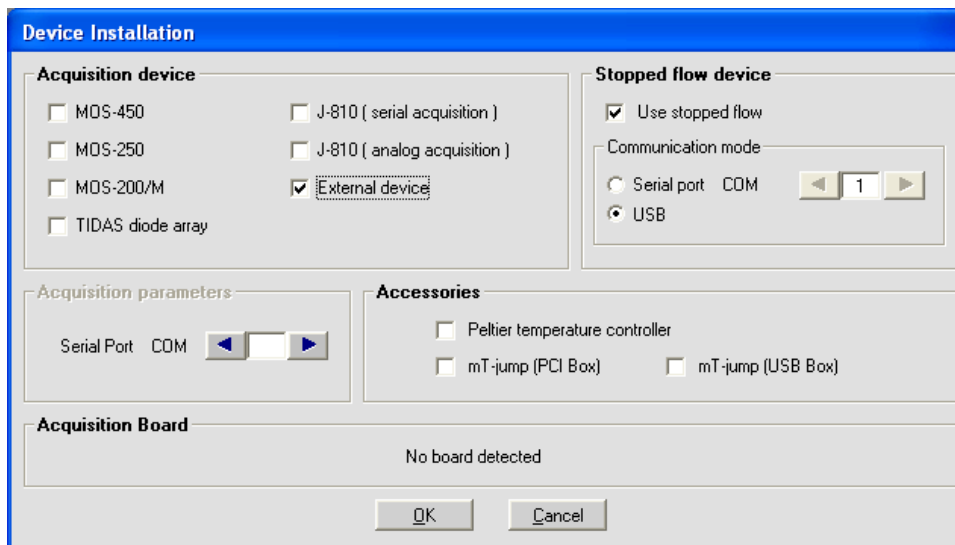 Device Installation
Acquisition device
MOS-450
MOS-250
MOS-200/M
TIDAS diode array
J-810 ( serial acquisition )
J-810 ( analog acquisition )
External device
Stopped flow device
Use stopped flow
Communication mode
Serial port COM 1
USB
Acquisition parameters
Serial Port COM
Accessories
Peltier temperature controller
mT-jump (PCI Box) mT-jump (USB Box)
Acquisition Board
No board detected
OK Cancel